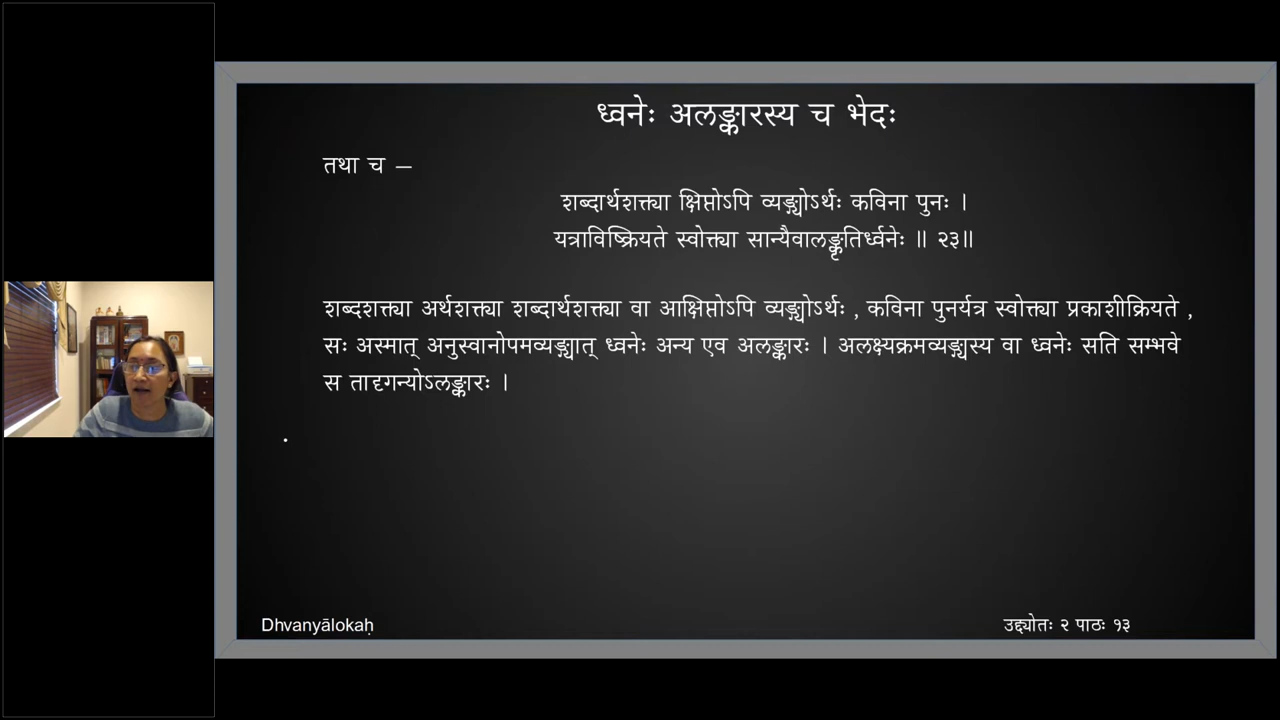 ध्वनेः अलङ्कारस्य च भेदः
तथा च –
शब्दार्थशक्त्या क्षिप्तोऽपि व्यङ्ग्योऽर्थः कविना पुनः ।
यत्राविष्क्रियते स्वोक्त्या सान्यैवालङ्कृतिर्ध्वनेः ॥ २३॥
शब्दशक्त्या अर्थशक्त्या शब्दार्थशक्त्या वा आक्षिप्तोऽपि व्यङ्ग्योऽर्थः , कविना पुनर्यत्र स्वोक्त्या प्रकाशीक्रियते ,
सः अस्मात् अनुस्वानोपमव्यङ्ग्यात् ध्वनेः अन्य एव अलङ्कारः । अलक्ष्यक्रमव्यङ्ग्यस्य वा ध्वनेः सति सम्भवे
स तादृगन्योऽलङ्कारः ।
.
Dhvanyālokaḥ
उद्द्योतः २ पाठः १३